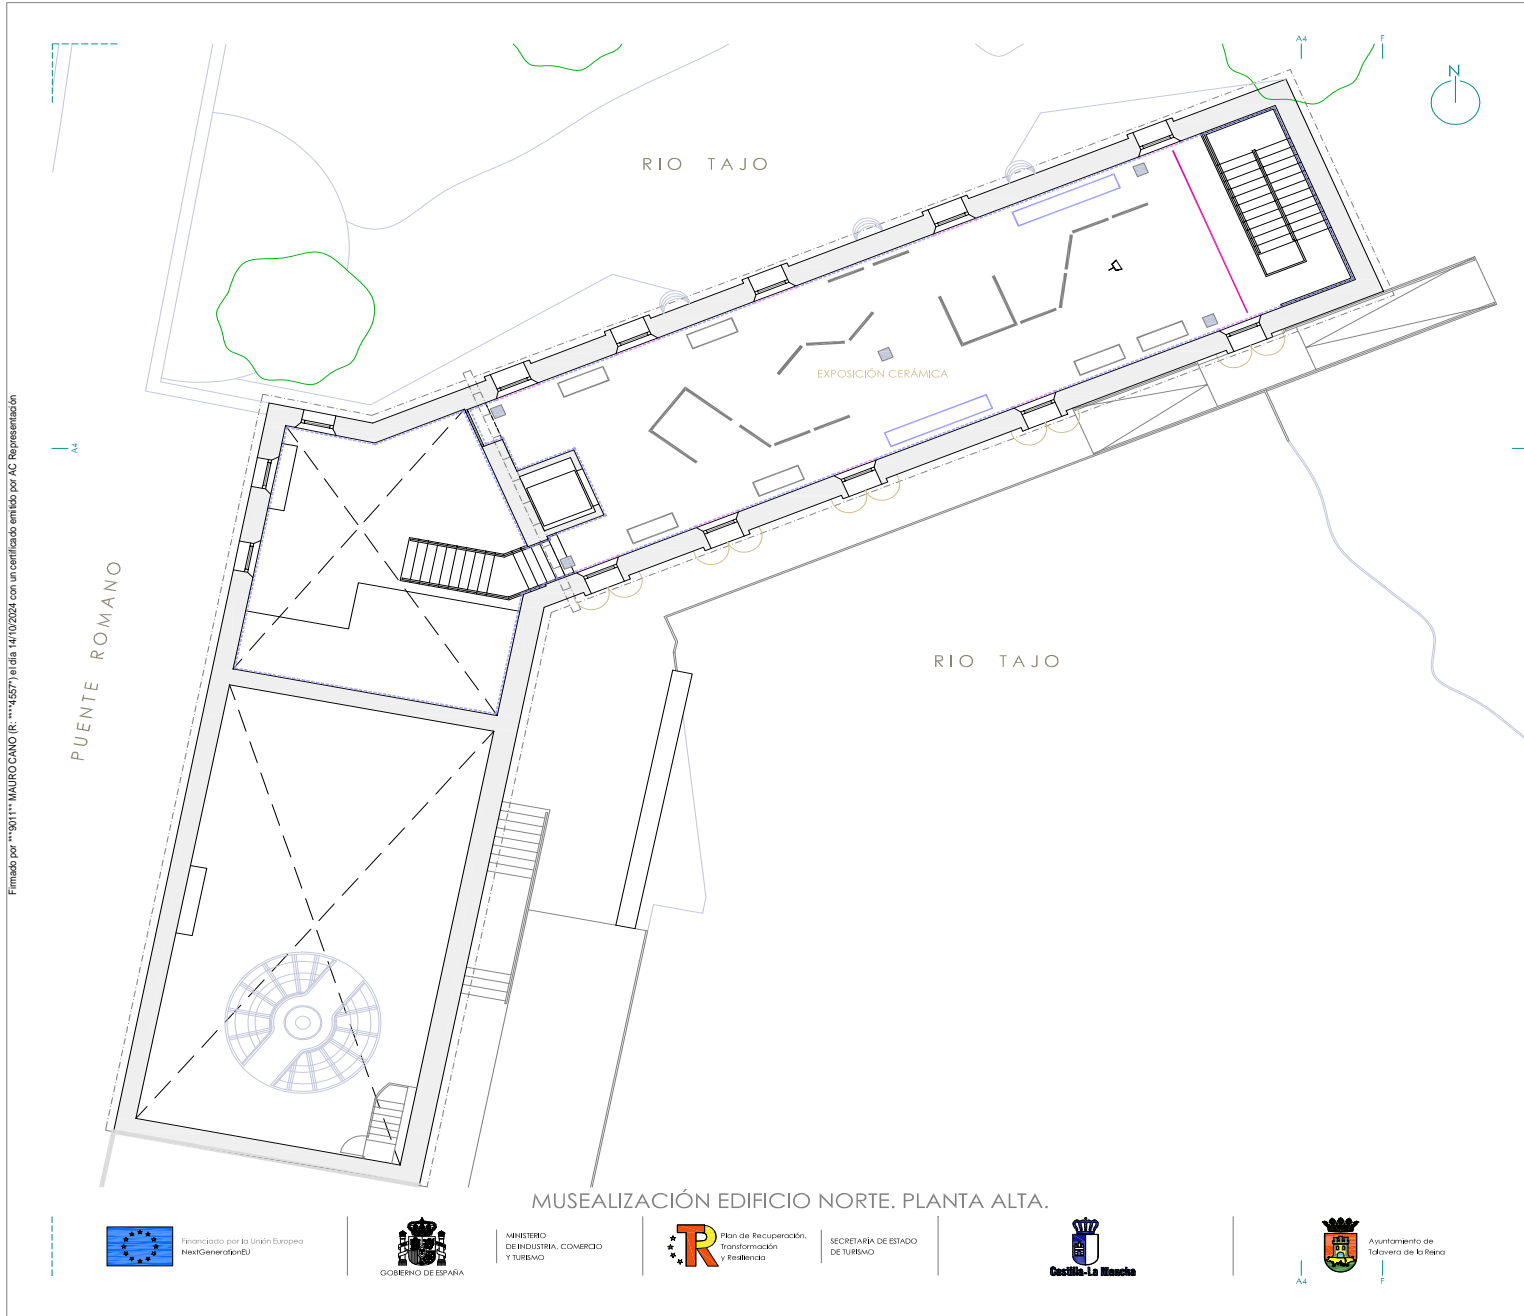 A4
F
N
RIO TAJO
EXPOSICIÓN CERÁMICA
A4
Firmado por ***9011** MAURO CANO (R: ****4557*) el día 14/10/2024 con un certificado emitido por AC Representación
PUENTE ROMANO
RIO TAJO
MUSEALIZACIÓN EDIFICIO NORTE. PLANTA ALTA.
Financiado por la Unión Europea
NextGenerationEU
GOBIERNO DE ESPAÑA
MINISTERIO
DE INDUSTRIA, COMERCIO
Y TURISMO
TR
Plan de Recuperación,
Transformación
y Resiliencia
SECRETARÍA DE ESTADO
DE TURISMO
Castilla-La Mancha
Ayuntamiento de
Talavera de la Reina
A4
F